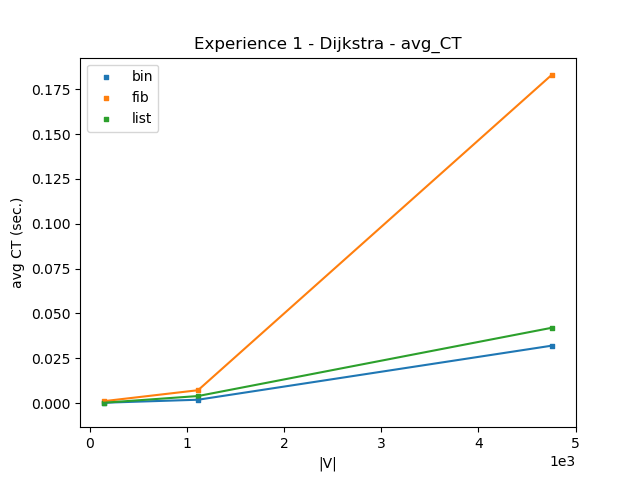 Experience 1 - Dijkstra - avg_CT
bin
fib
list
avg CT (sec.)
0.175
0.150
0.125
0.100
0.075
0.050
0.025
0.000
0 1 2 3 4 5
1e3
|V|